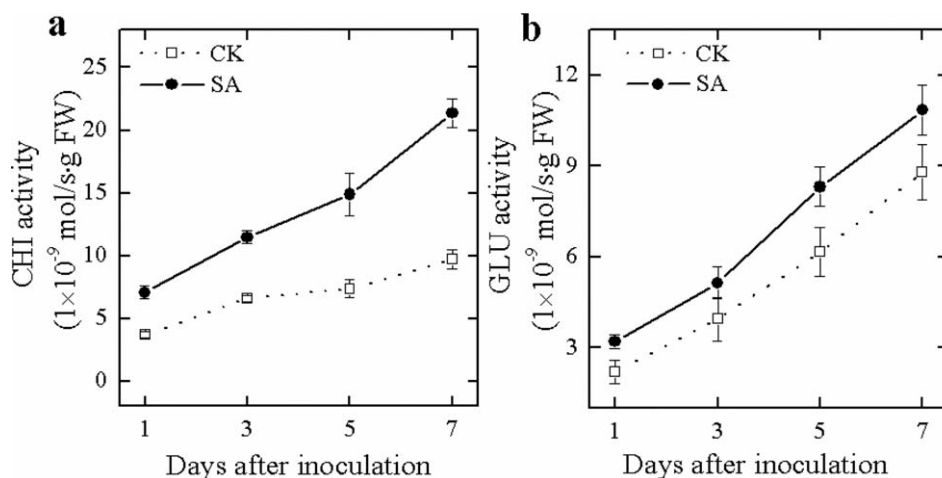 a
CK
SA
25
20
15
10
5
0
CHI activity
(1×10⁻⁹ mol/s·g FW)
1 3 5 7
Days after inoculation
b
CK
SA
12
9
6
3
GLU activity
(1×10⁻⁹ mol/s·g FW)
1 3 5 7
Days after inoculation